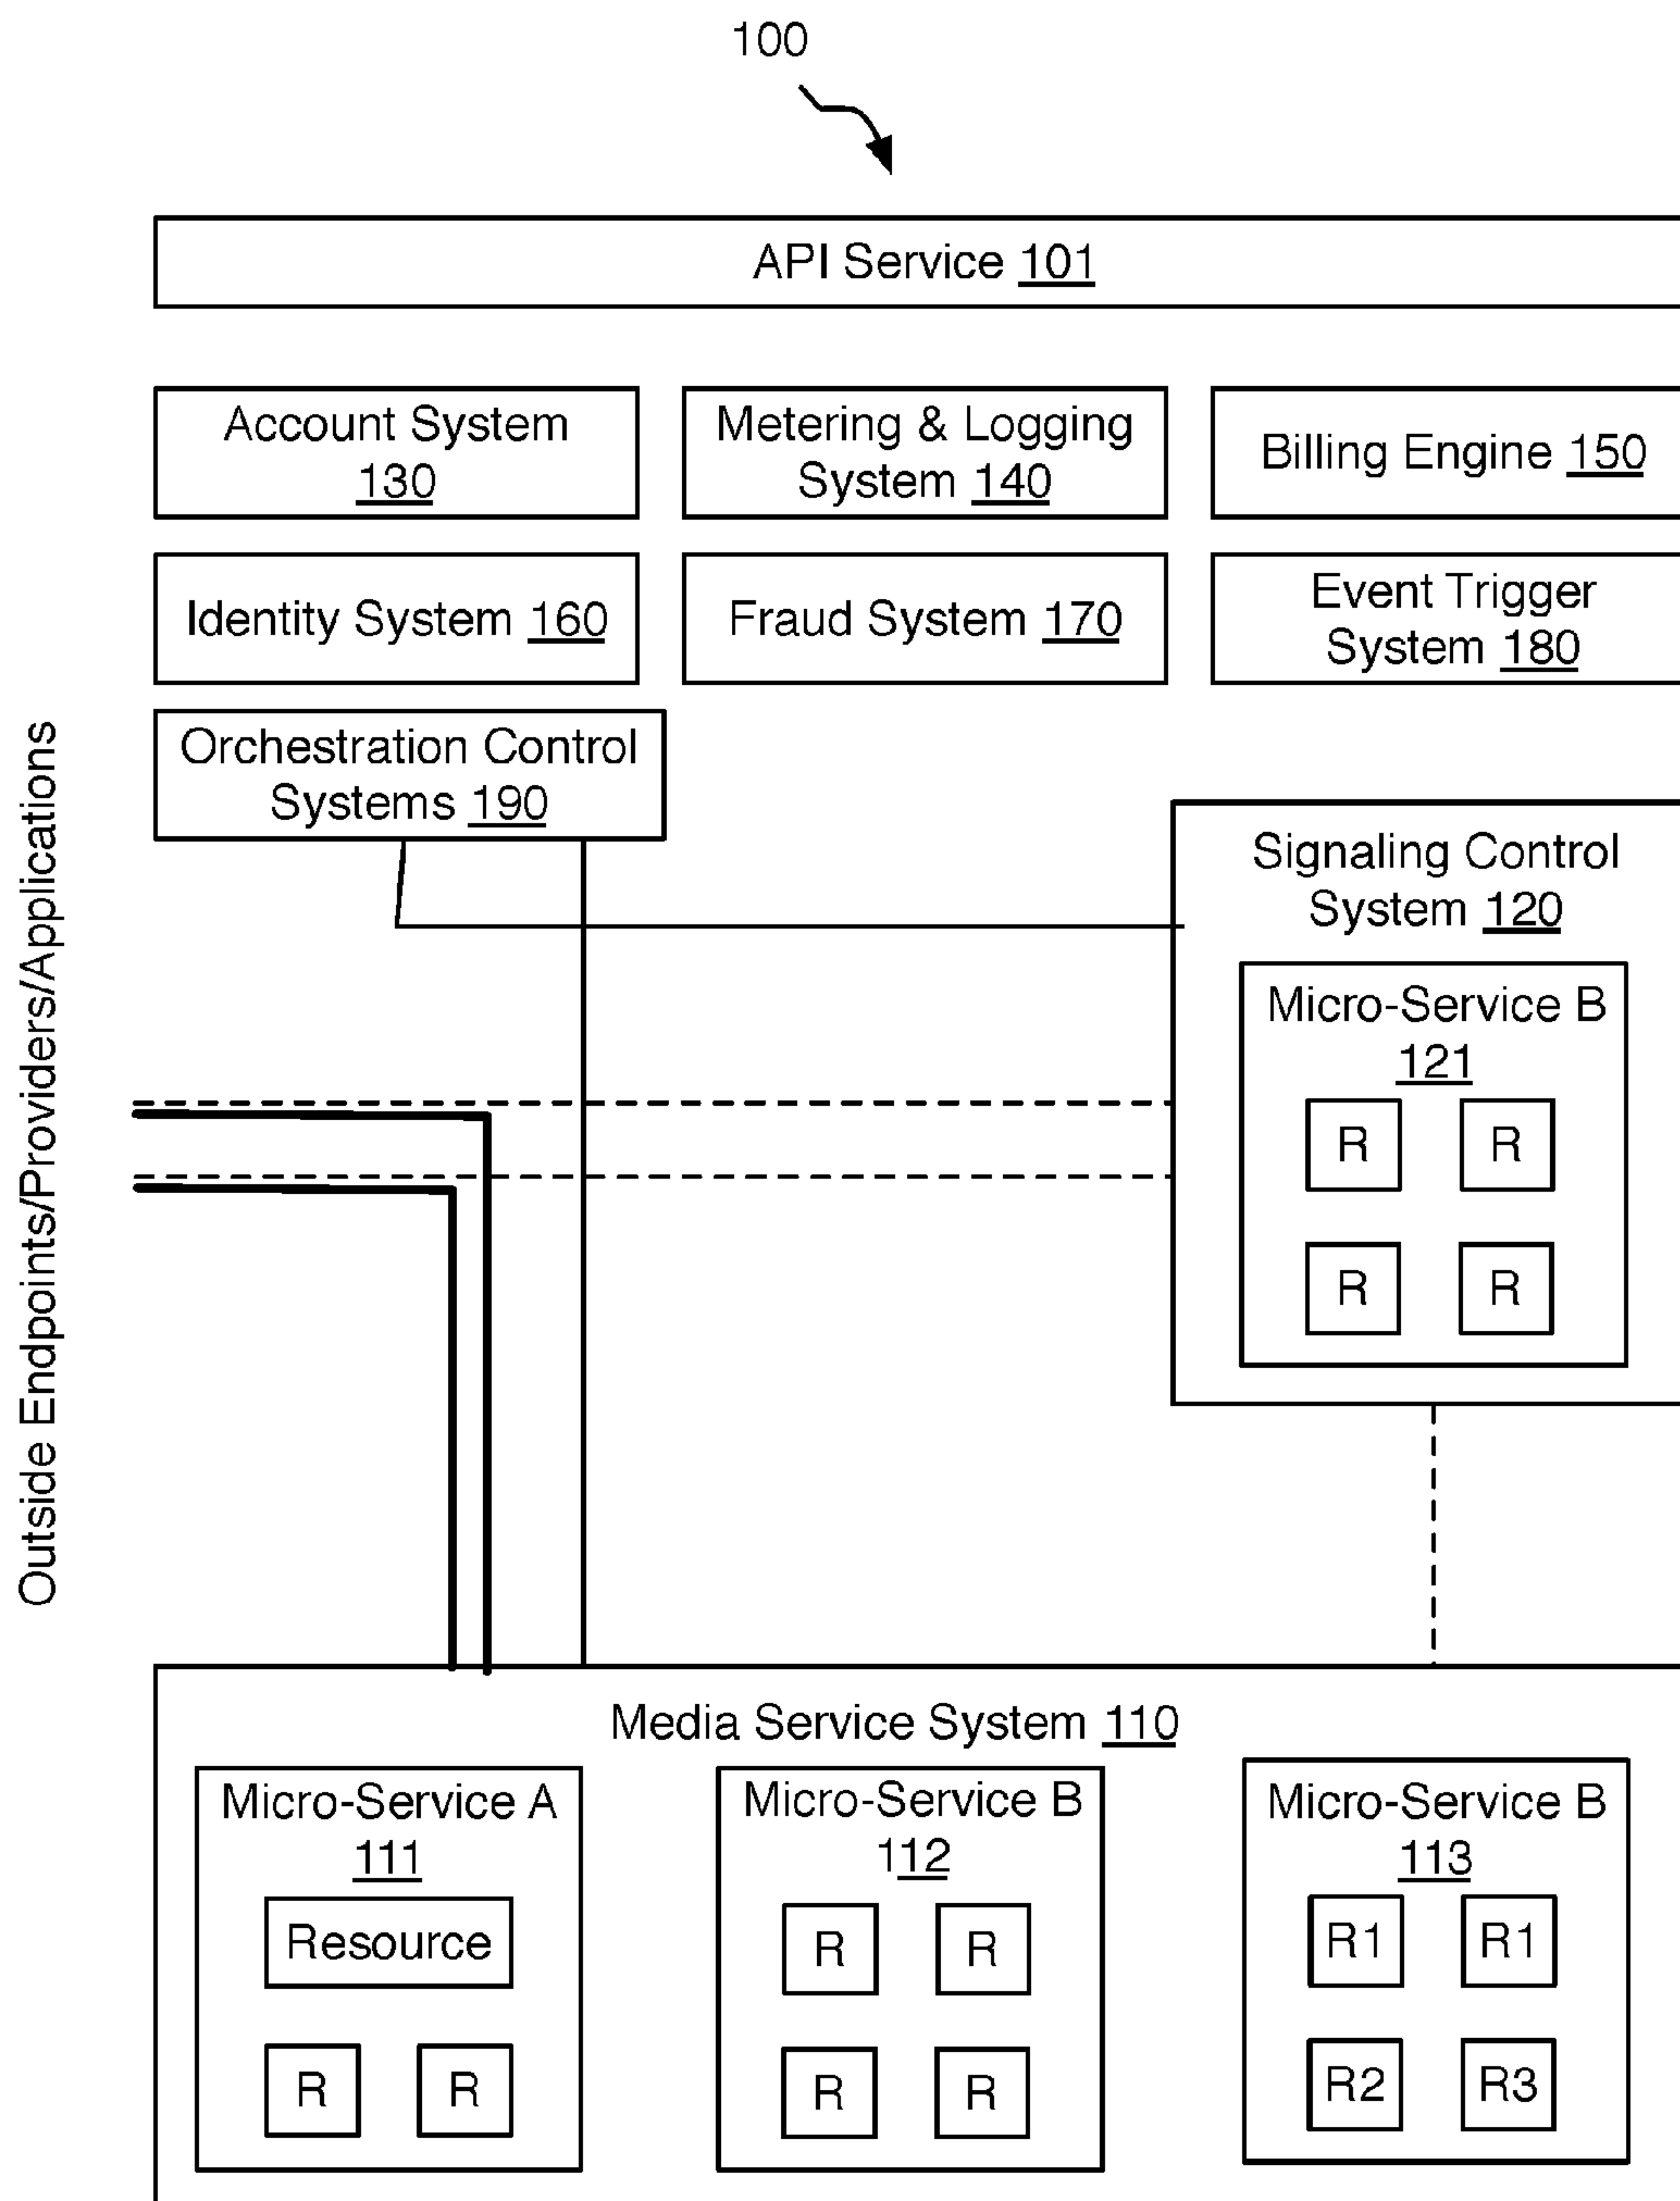 100
API Service 101
Account System
130
Metering & Logging
System 140
Billing Engine 150
Identity System 160
Fraud System 170
Event Trigger
System 180
Orchestration Control
Systems 190
Outside Endpoints/Providers/Applications
Signaling Control
System 120
Micro-Service B
121
R R
R R
Media Service System 110
Micro-Service A
111
Resource
R R
Micro-Service B
112
R R
R R
Micro-Service B
113
R1 R1
R2 R3